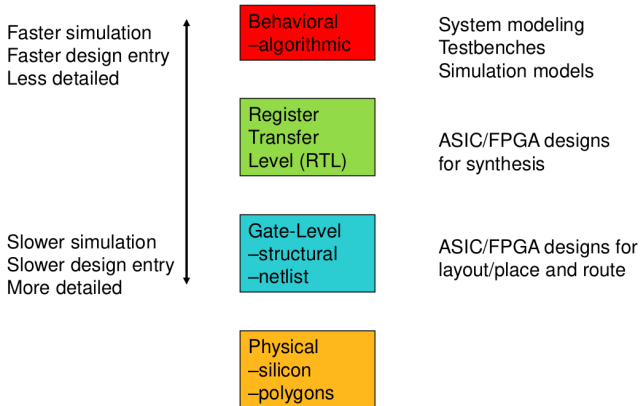 Faster simulation
Faster design entry
Less detailed
Behavioral
–algorithmic
System modeling
Testbenches
Simulation models
Register
Transfer
Level (RTL)
ASIC/FPGA designs
for synthesis
Slower simulation
Slower design entry
More detailed
Gate-Level
–structural
–netlist
ASIC/FPGA designs for
layout/place and route
Physical
–silicon
–polygons